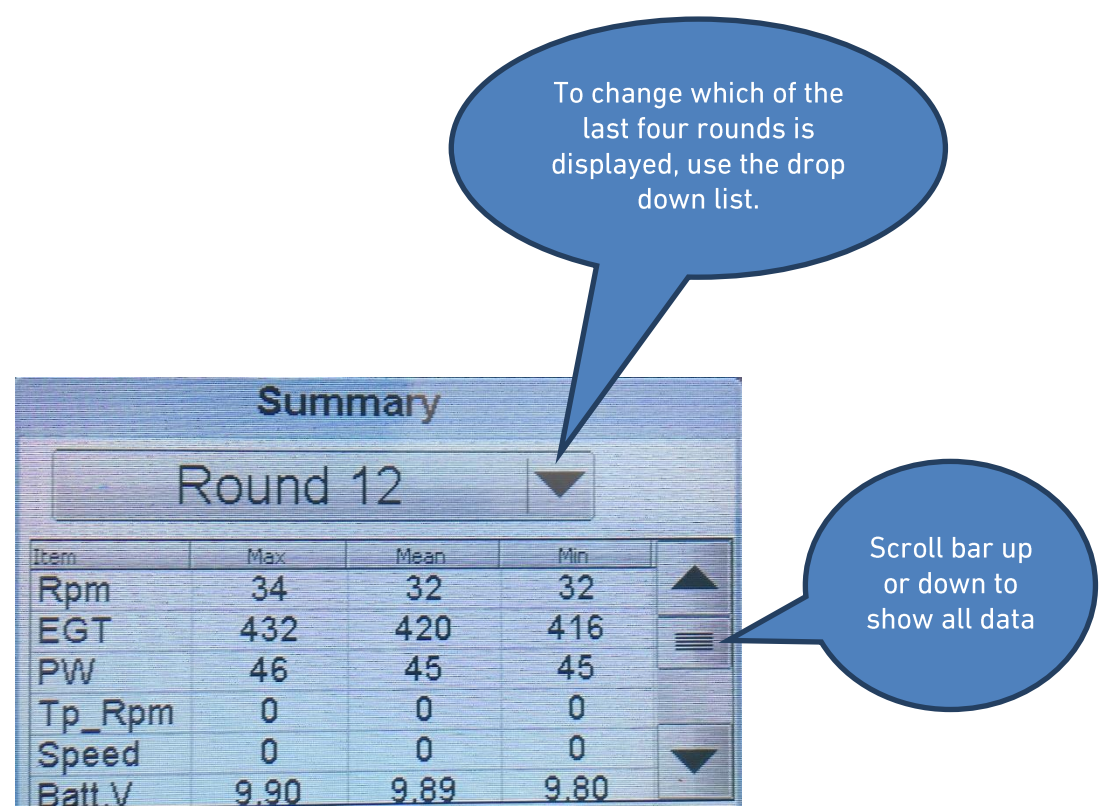 To change which of the
last four rounds is
displayed, use the drop
down list.
Summary
Round 12
Item Max Mean Min
Rpm 34 32 32
EGT 432 420 416
PW 46 45 45
Tp_Rpm 0 0 0
Speed 0 0 0
Batt.V 9.90 9.89 9.80
Scroll bar up
or down to
show all data